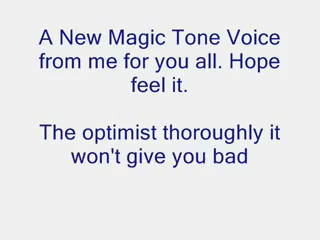 A New Magic Tone Voice
from me for you all. Hope
feel it.
The optimist thoroughly it
won't give you bad